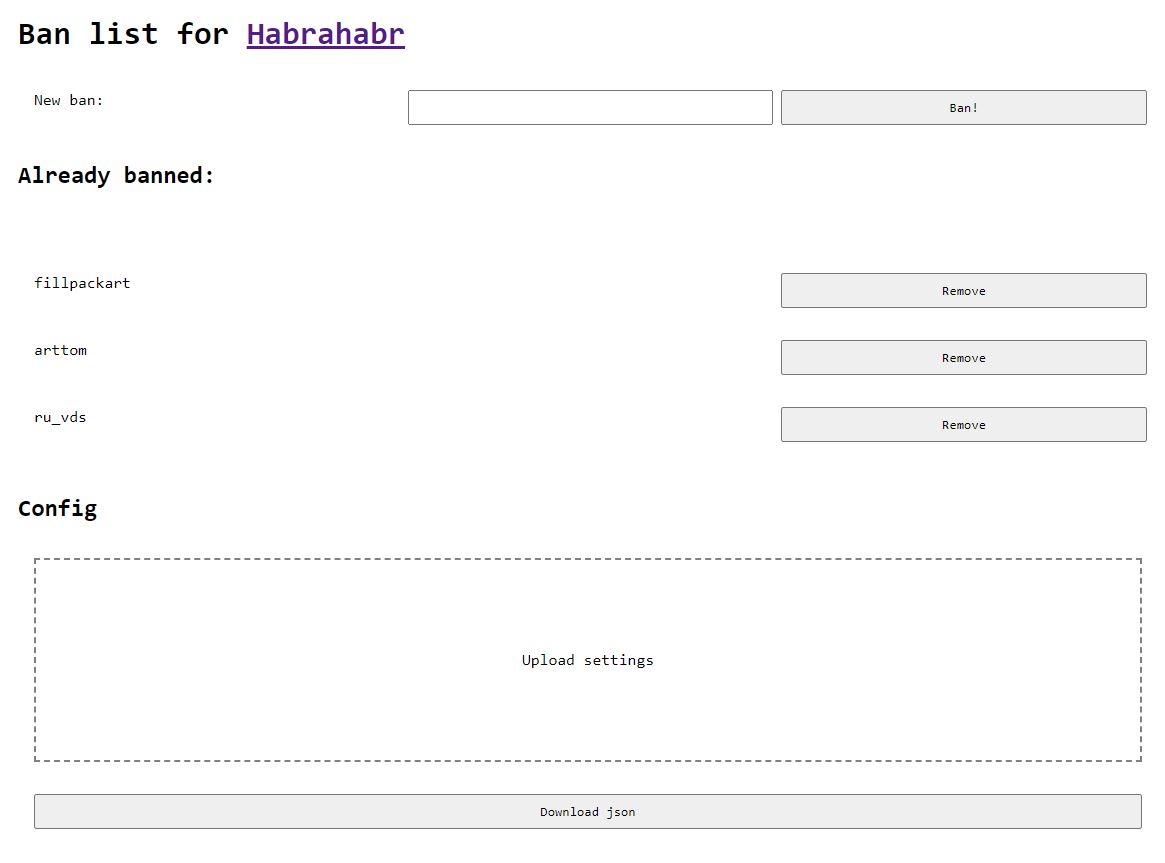 Ban list for Habrahabr
New ban:
Ban!
Already banned:
fillpackart
Remove
arttom
Remove
ru_vds
Remove
Config
Upload settings
Download json